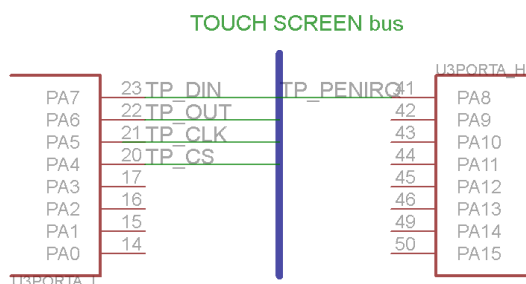 TOUCH SCREEN bus
U3PORTA_H
PA7 23 TP_DIN TP_PENIRQ 41 PA8
PA6 22 TP_OUT 42 PA9
PA5 21 TP_CLK 43 PA10
PA4 20 TP_CS 44 PA11
PA3 17 45 PA12
PA2 16 46 PA13
PA1 15 49 PA14
PA0 14 50 PA15
U3PORTA_L